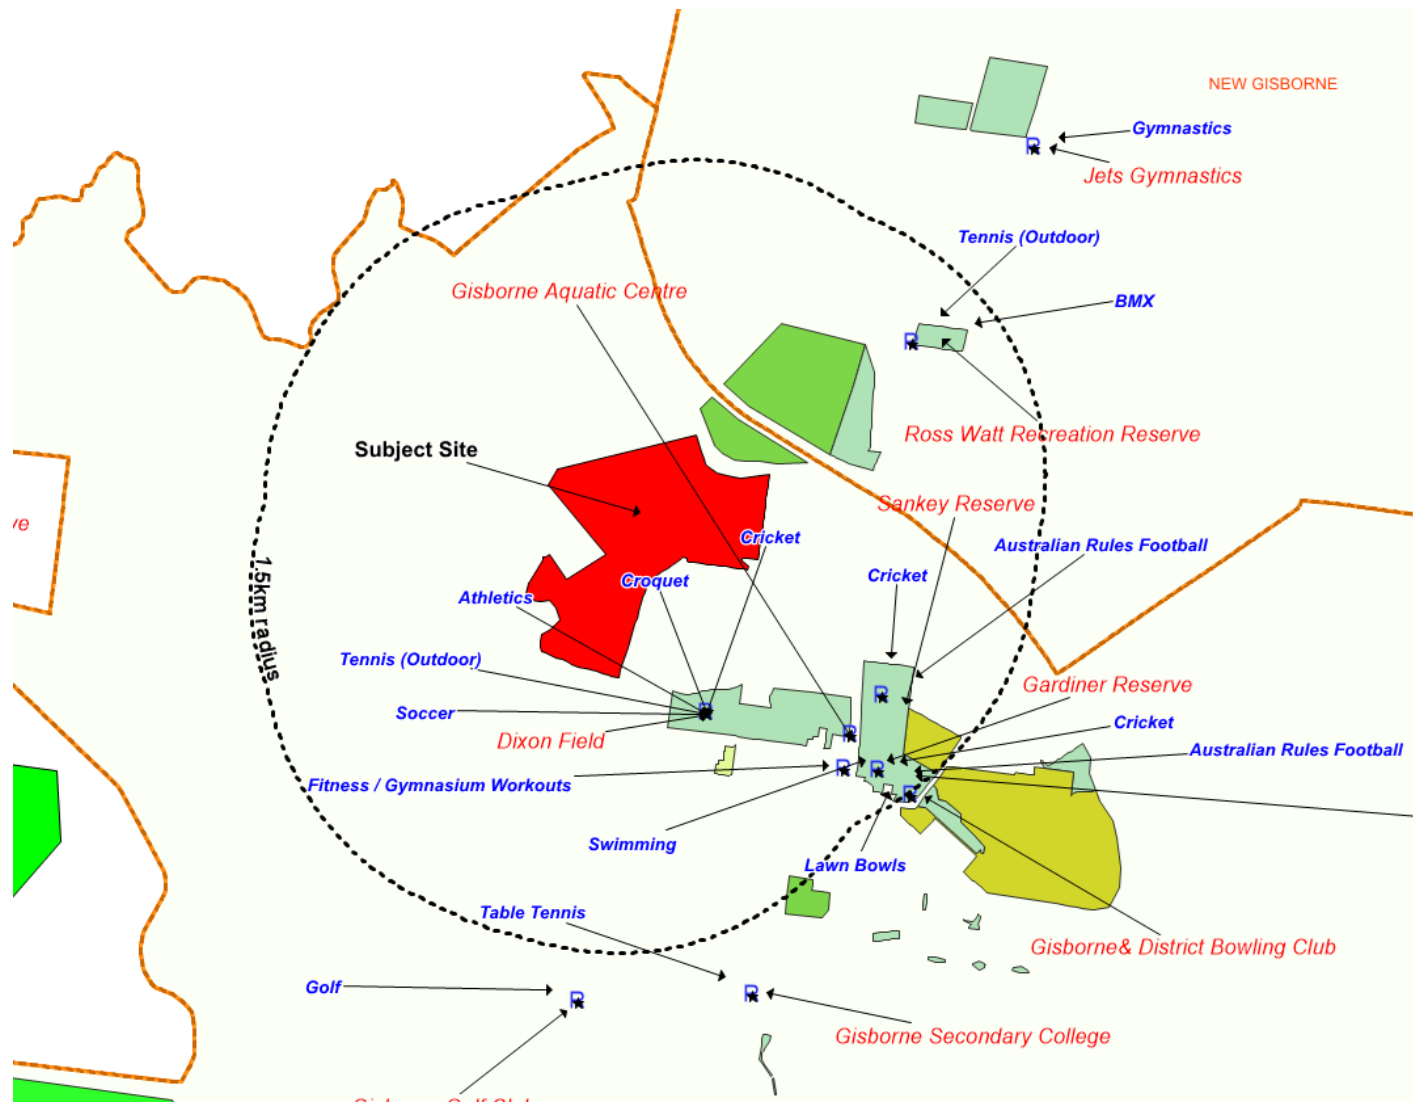 NEW GISBORNE
Gymnastics
Jets Gymnastics
Tennis (Outdoor)
Gisborne Aquatic Centre
BMX
Ross Watt Recreation Reserve
Subject Site
Sankey Reserve
ve
Cricket
Australian Rules Football
Cricket
Croquet
Athletics
1.5km radius
Tennis (Outdoor)
Gardiner Reserve
Soccer
Cricket
Dixon Field
Australian Rules Football
Fitness / Gymnasium Workouts
Swimming
Lawn Bowls
Table Tennis
Gisborne& District Bowling Club
Golf
Gisborne Secondary College
R
R
R
R
R
R
R
R
R
R